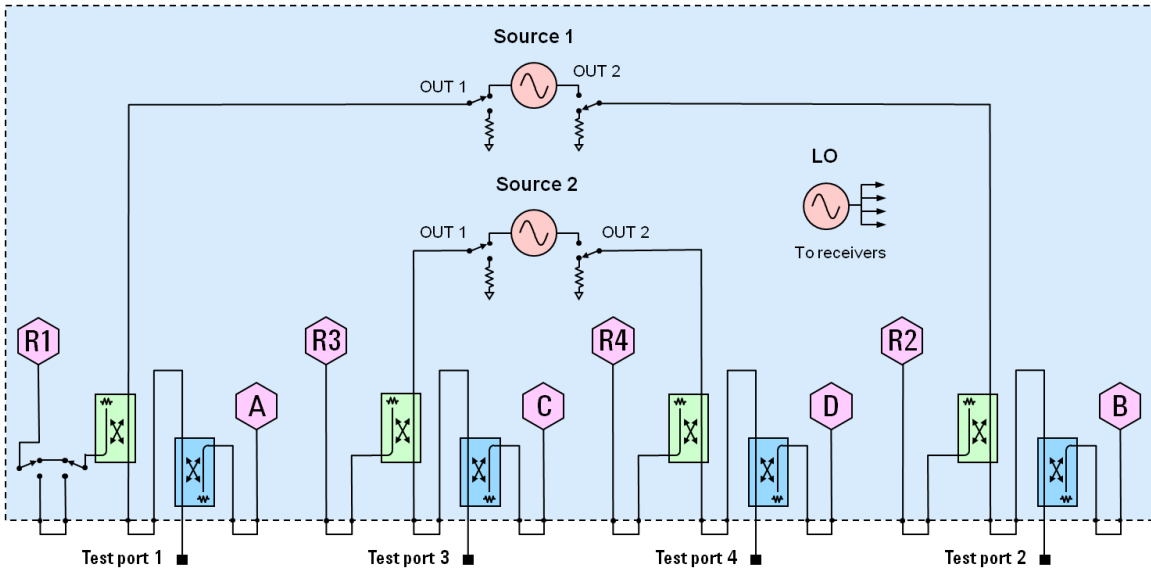 Source 1
OUT 1
OUT 2
LO
Source 2
OUT 1
OUT 2
To receivers
R1
R3
R4
R2
A
C
D
B
Test port 1
Test port 3
Test port 4
Test port 2